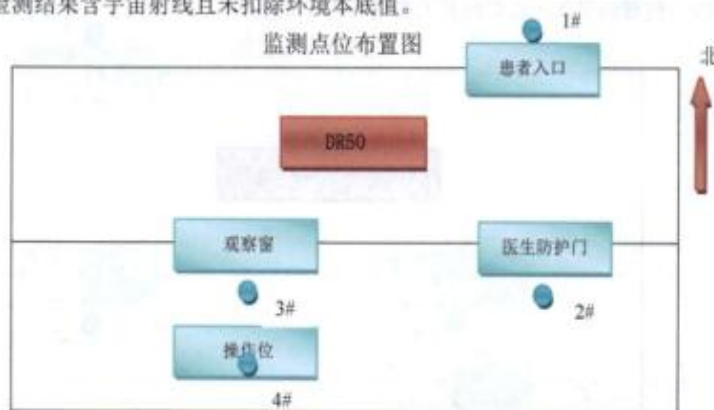 检测结果含宇宙射线且未扣除环境本底值。
监测点位布置图
1#
患者入口
北
DR50
观察窗
医生防护门
3#
2#
操作位
4#